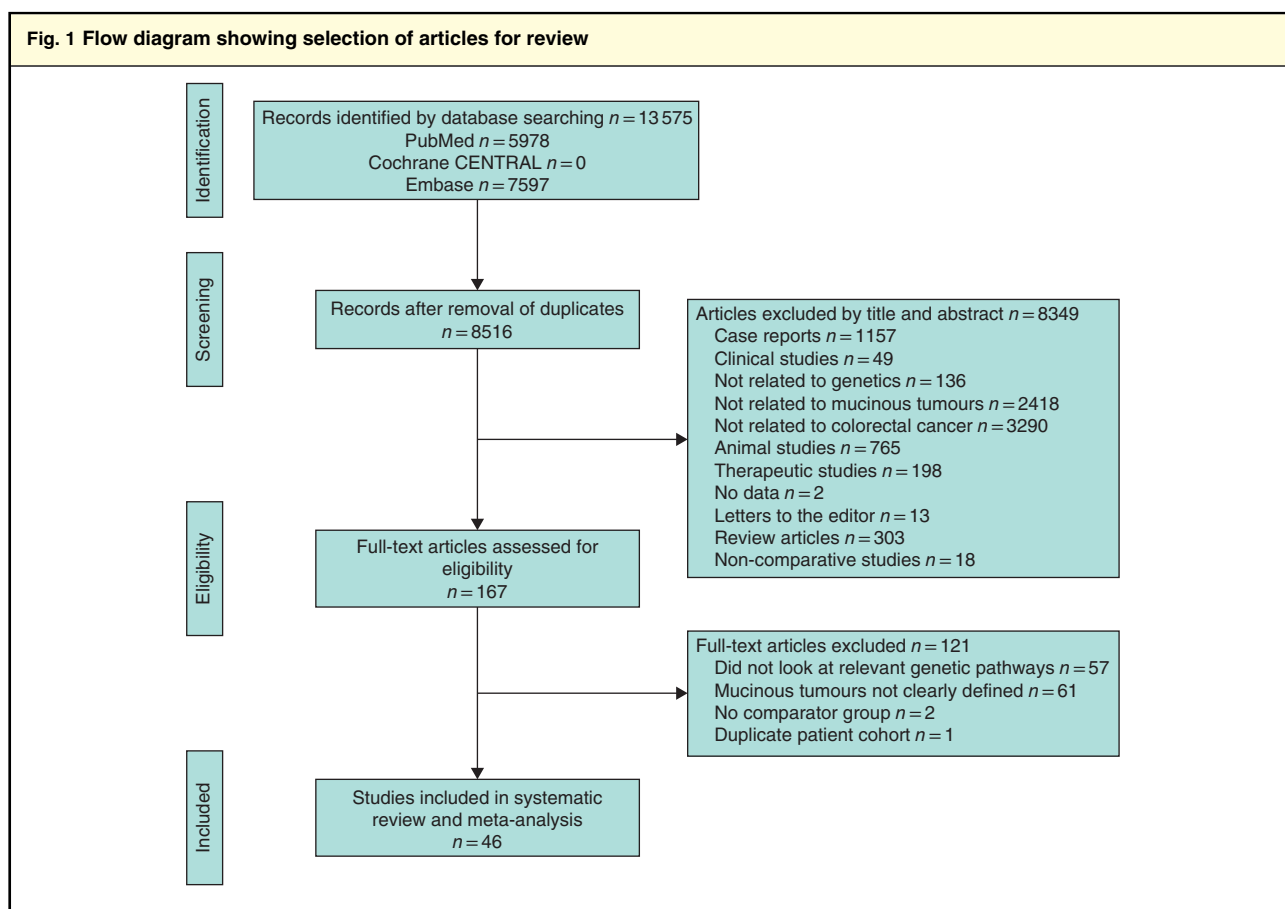 Fig. 1 Flow diagram showing selection of articles for review
Identification
Records identified by database searching n = 13 575
PubMed n = 5978
Cochrane CENTRAL n = 0
Embase n = 7597
Screening
Records after removal of duplicates
n = 8516
Articles excluded by title and abstract n = 8349
Case reports n = 1157
Clinical studies n = 49
Not related to genetics n = 136
Not related to mucinous tumours n = 2418
Not related to colorectal cancer n = 3290
Animal studies n = 765
Therapeutic studies n = 198
No data n = 2
Letters to the editor n = 13
Review articles n = 303
Non-comparative studies n = 18
Eligibility
Full-text articles assessed for
eligibility
n = 167
Full-text articles excluded n = 121
Did not look at relevant genetic pathways n = 57
Mucinous tumours not clearly defined n = 61
No comparator group n = 2
Duplicate patient cohort n = 1
Included
Studies included in systematic
review and meta-analysis
n = 46